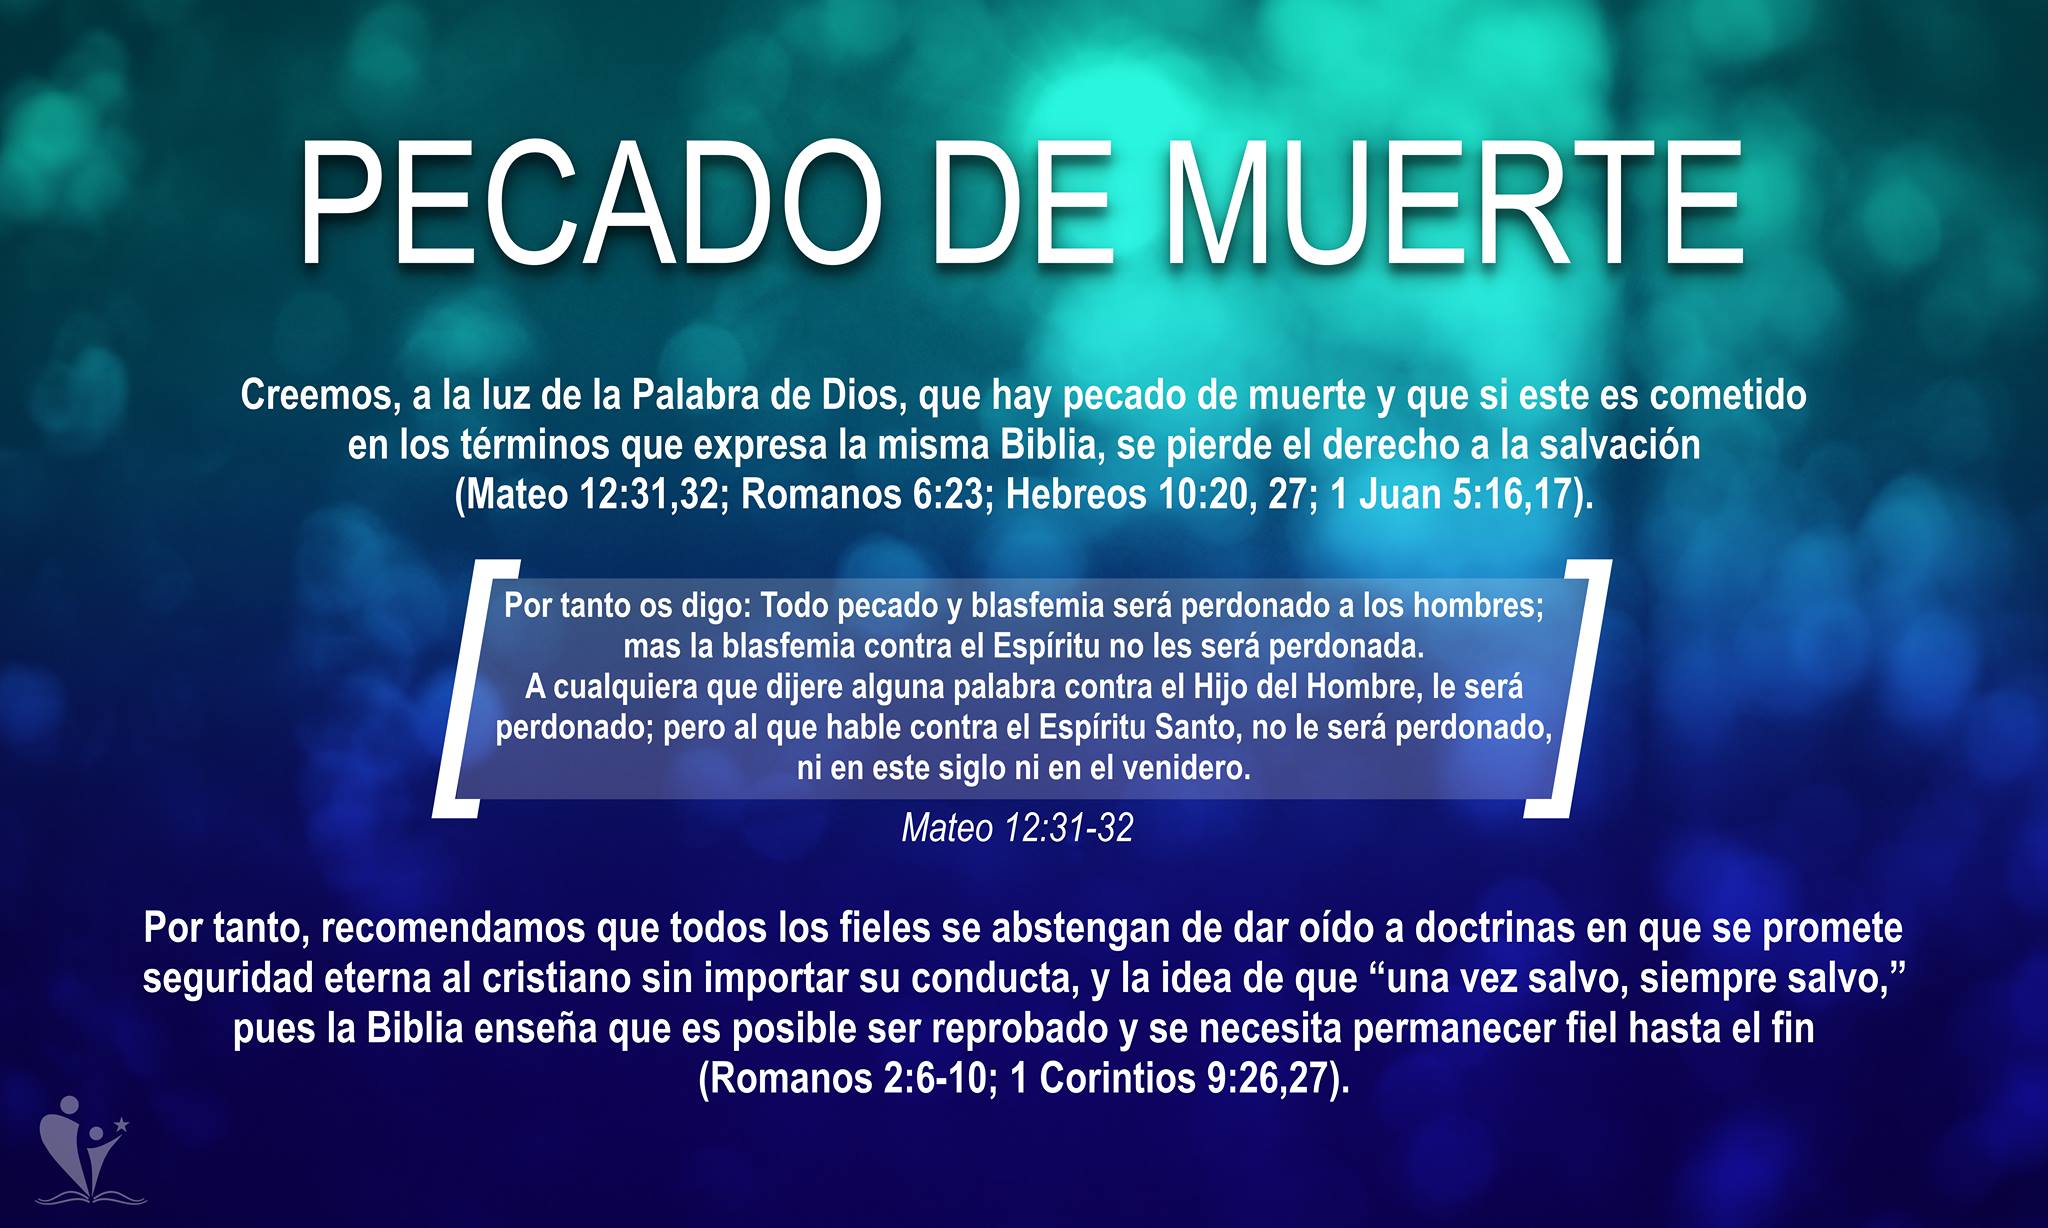 PECADO DE MUERTE
Creemos, a la luz de la Palabra de Dios, que hay pecado de muerte y que si este es cometido
en los términos que expresa la misma Biblia, se pierde el derecho a la salvación
(Mateo 12:31,32; Romanos 6:23; Hebreos 10:20, 27; 1 Juan 5:16,17).
Por tanto os digo: Todo pecado y blasfemia será perdonado a los hombres;
mas la blasfemia contra el Espíritu no les será perdonada.
A cualquiera que dijere alguna palabra contra el Hijo del Hombre, le será
perdonado; pero al que hable contra el Espíritu Santo, no le será perdonado,
ni en este siglo ni en el venidero.
Mateo 12:31-32
Por tanto, recomendamos que todos los fieles se abstengan de dar oído a doctrinas en que se promete
seguridad eterna al cristiano sin importar su conducta, y la idea de que “una vez salvo, siempre salvo,”
pues la Biblia enseña que es posible ser reprobado y se necesita permanecer fiel hasta el fin
(Romanos 2:6-10; 1 Corintios 9:26,27).